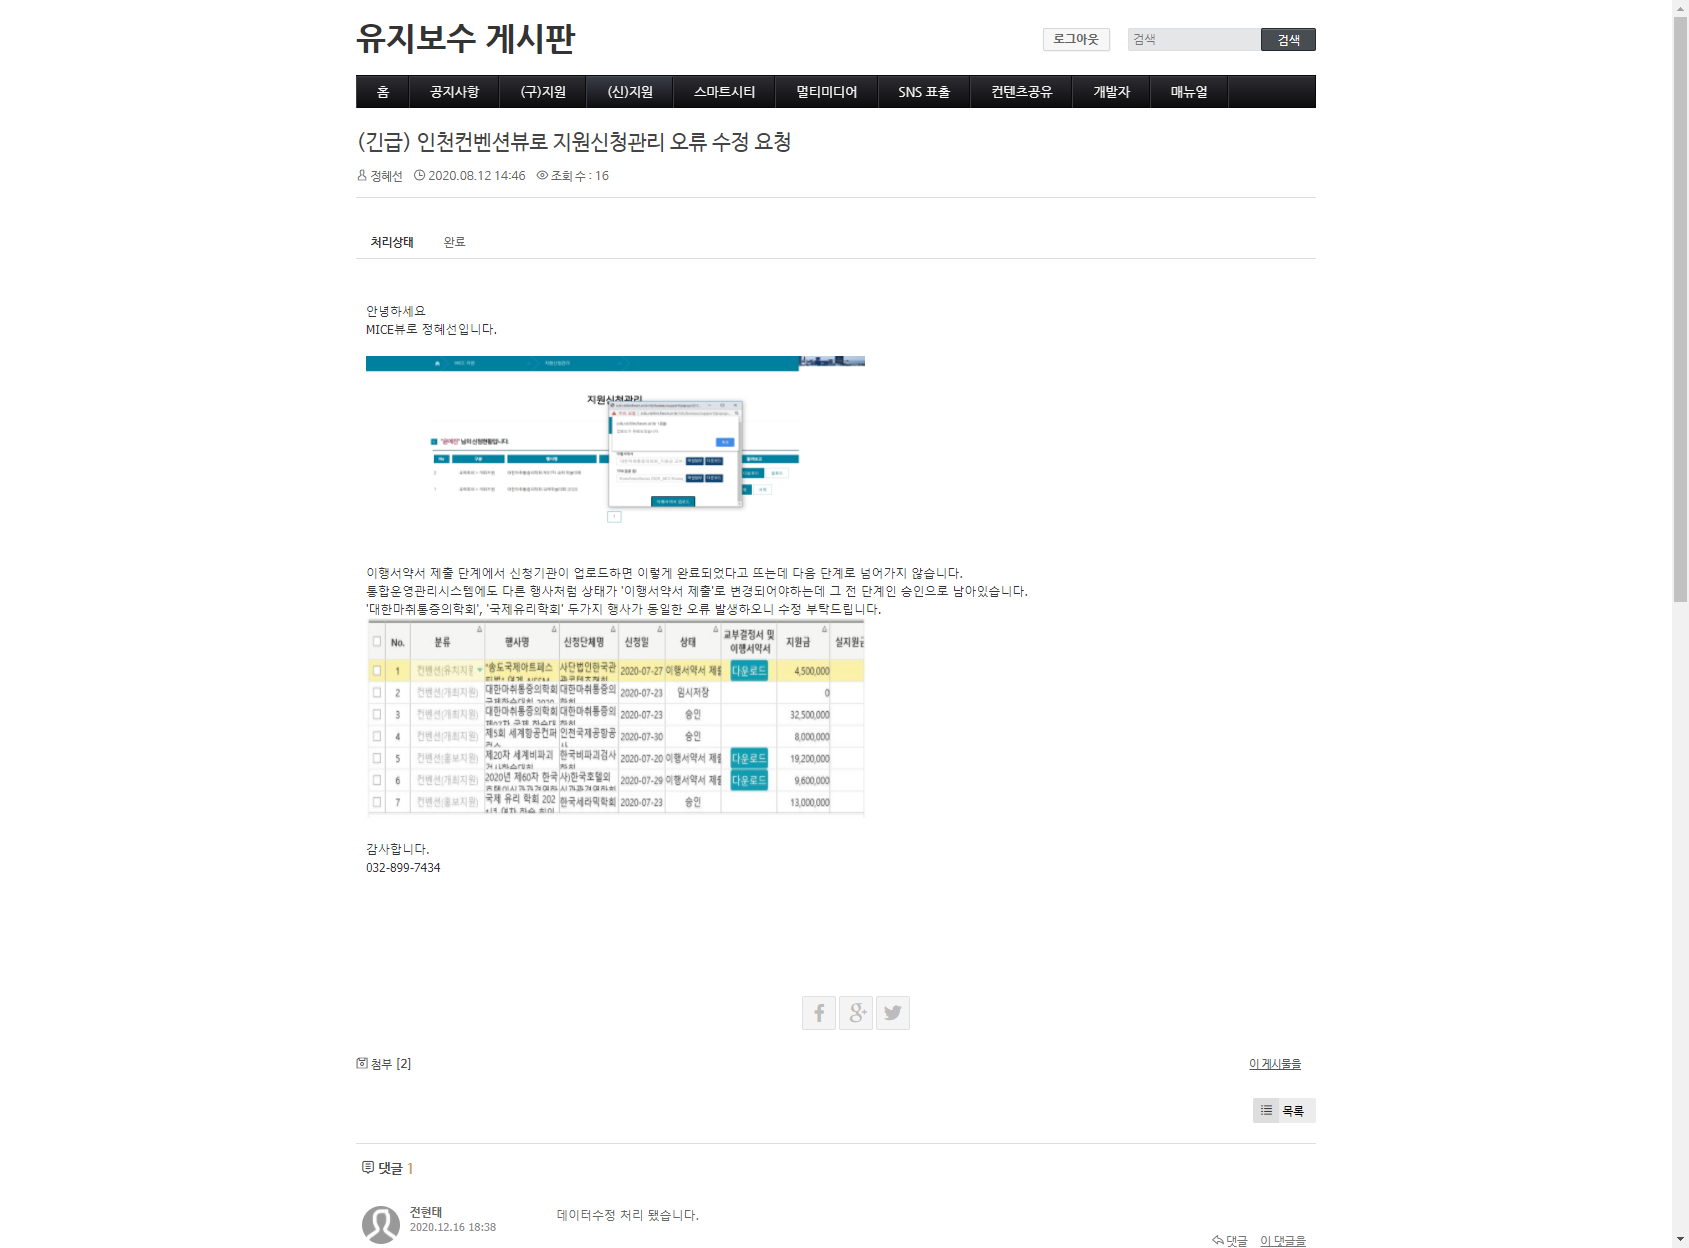 유지보수 게시판
로그아웃 검색 검색
홈 공지사항 (구)지원 (신)지원 스마트시티 멀티미디어 SNS 표출 컨텐츠공유 개발자 매뉴얼
(긴급) 인천컨벤션뷰로 지원신청관리 오류 수정 요청
정혜선 2020.08.12 14:46 조회 수 : 16
처리상태 완료
안녕하세요
MICE뷰로 정혜선입니다.
지원신청관리
이행서약서 제출 단계에서 신청기관이 업로드하면 이렇게 완료되었다고 뜨는데 다음 단계로 넘어가지 않습니다.
통합운영관리시스템에도 다른 행사처럼 상태가 '이행서약서 제출'로 변경되어야하는데 그 전 단계인 승인으로 남아있습니다.
'대한마취통증의학회', '국제유리학회' 두가지 행사가 동일한 오류 발생하오니 수정 부탁드립니다.
No. 분류 행사명 신청단체명 신청일 상태 교부결정서 및 이행서약서 지원금 실지원금
1 컨벤션(유치지원 "송도국제아트페스 사단법인한국관 2020-07-27 이행서약서 제출 다운로드 4,500,000
2 컨벤션(개최지원) 대한마취통증의학회 대한마취통증의 2020-07-23 임시저장 0
3 컨벤션(개최지원) 대한마취통증의학회 대한마취통증의 2020-07-23 승인 32,500,000
4 컨벤션(개최지원) 제5회 세계항공컨퍼 인천국제공항공 2020-07-30 승인 8,000,000
5 컨벤션(홍보지원) 제20차 세계비파괴 한국비파괴검사 2020-07-20 이행서약서 제출 다운로드 19,200,000
6 컨벤션(개최지원) 2020년 제60차 한국 사)한국호텔외 2020-07-29 이행서약서 제출 다운로드 9,600,000
7 컨벤션(홍보지원) 국제 유리 학회 202 한국세라믹학회 2020-07-23 승인 13,000,000
감사합니다.
032-899-7434
첨부 [2] 이 게시물을
목록
댓글 1
전현태
2020.12.16 18:38
데이터수정 처리 됐습니다.
댓글 이 댓글을